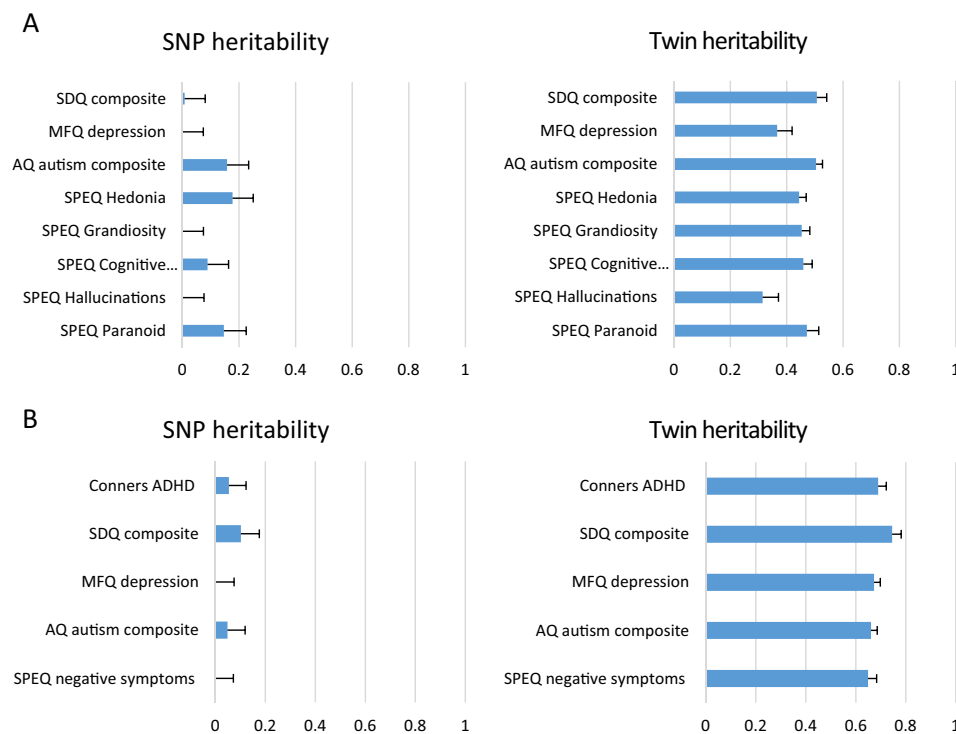 A
SNP heritability
Twin heritability
SDQ composite
MFQ depression
AQ autism composite
SPEQ Hedonia
SPEQ Grandiosity
SPEQ Cognitive...
SPEQ Hallucinations
SPEQ Paranoid
0 0.2 0.4 0.6 0.8 1
SDQ composite
MFQ depression
AQ autism composite
SPEQ Hedonia
SPEQ Grandiosity
SPEQ Cognitive...
SPEQ Hallucinations
SPEQ Paranoid
0 0.2 0.4 0.6 0.8 1
B
SNP heritability
Twin heritability
Conners ADHD
SDQ composite
MFQ depression
AQ autism composite
SPEQ negative symptoms
0 0.2 0.4 0.6 0.8 1
Conners ADHD
SDQ composite
MFQ depression
AQ autism composite
SPEQ negative symptoms
0 0.2 0.4 0.6 0.8 1